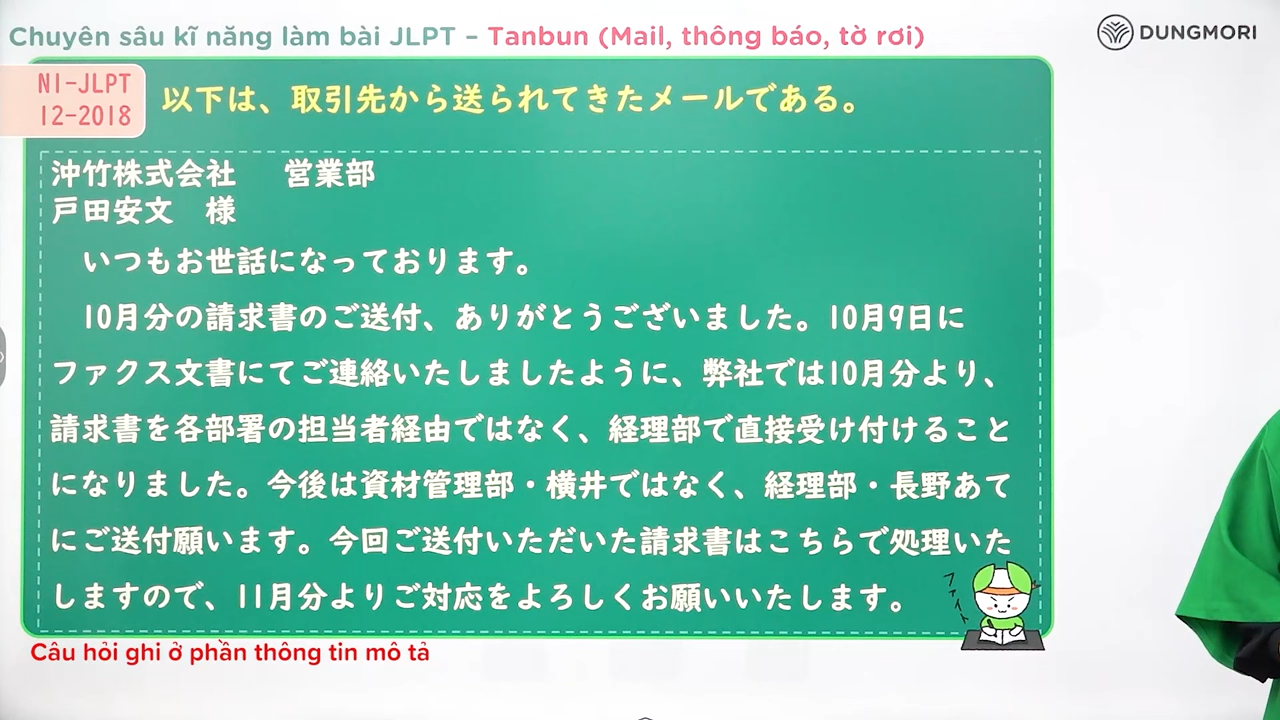 Chuyên sâu kĩ năng làm bài JLPT – Tanbun (Mail, thông báo, tờ rơi)
DUNGMORI
N1-JLPT
12-2018
以下は、取引先から送られてきたメールである。
沖竹株式会社　営業部
戸田安文　様
いつもお世話になっております。
10月分の請求書のご送付、ありがとうございました。10月9日に
ファクス文書にてご連絡いたしましたように、弊社では10月分より、
請求書を各部署の担当者経由ではなく、経理部で直接受け付けること
になりました。今後は資材管理部・横井ではなく、経理部・長野あて
にご送付願います。今回ご送付いただいた請求書はこちらで処理いた
しますので、11月分よりご対応をよろしくお願いいたします。
ファイト
Câu hỏi ghi ở phần thông tin mô tả